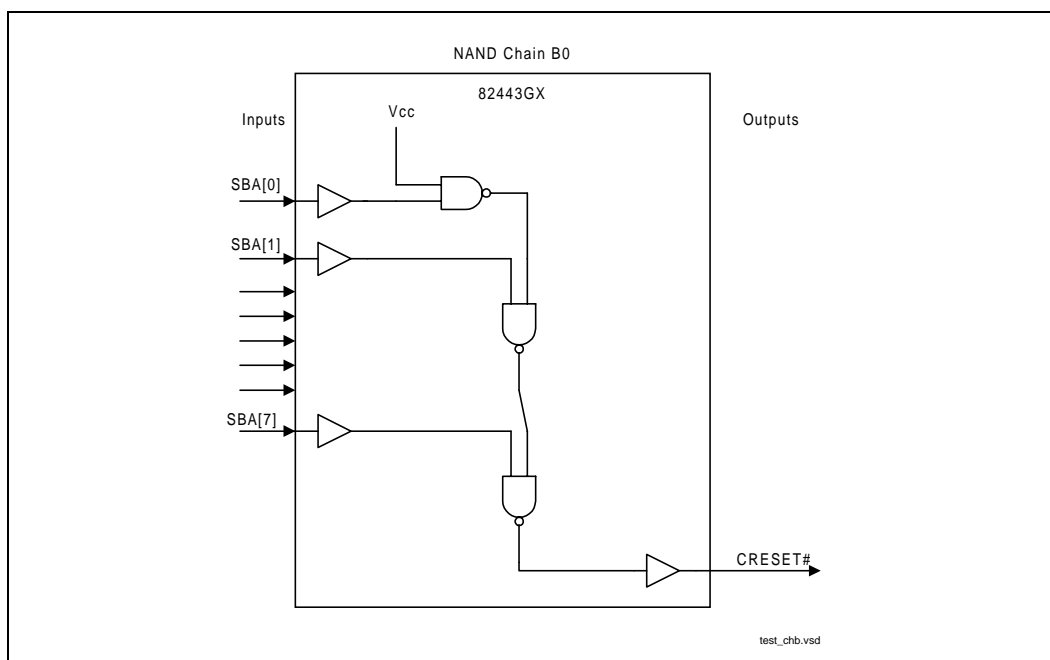 NAND Chain B0
82443GX
Vcc
Inputs
Outputs
SBA[0]
SBA[1]
SBA[7]
CRESET#
test_chb.vsd